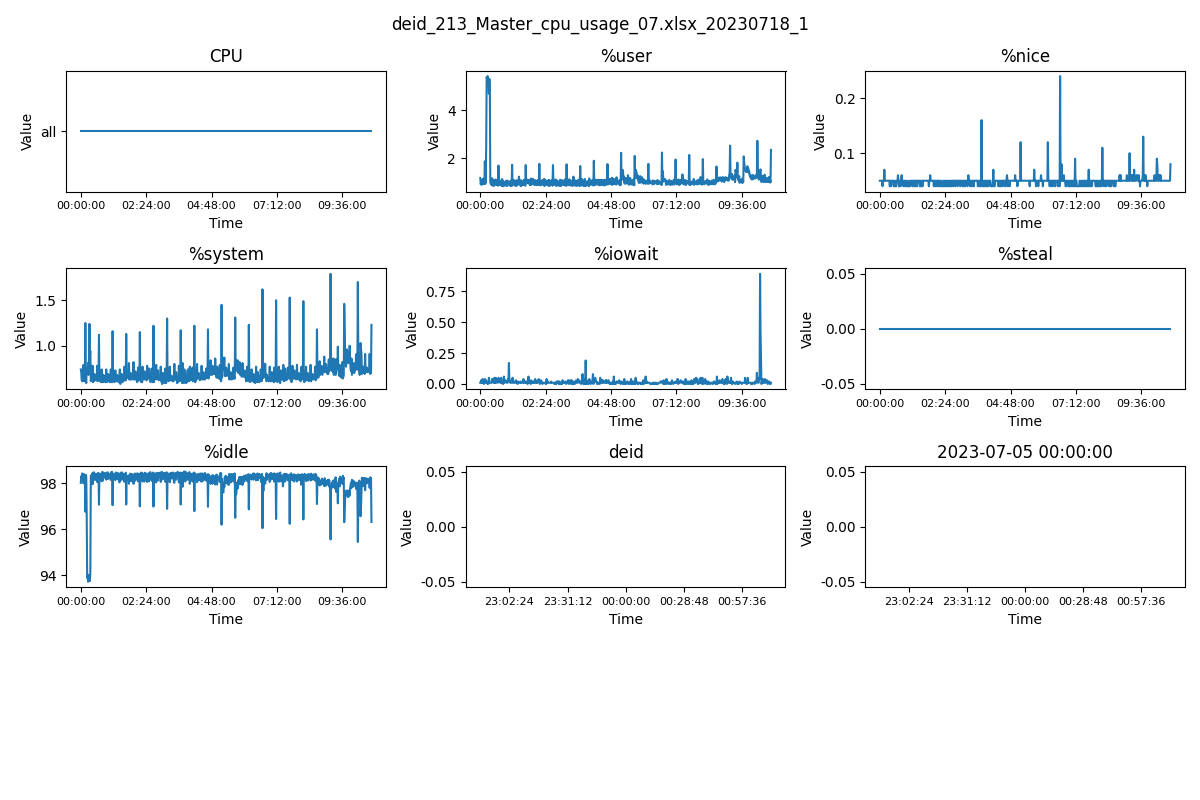 deid_213_Master_cpu_usage_07.xlsx_20230718_1
CPU
Value
all
00:00:00 02:24:00 04:48:00 07:12:00 09:36:00
Time
%user
Value
4
2
00:00:00 02:24:00 04:48:00 07:12:00 09:36:00
Time
%nice
Value
0.2
0.1
00:00:00 02:24:00 04:48:00 07:12:00 09:36:00
Time
%system
Value
1.5
1.0
00:00:00 02:24:00 04:48:00 07:12:00 09:36:00
Time
%iowait
Value
0.75
0.50
0.25
0.00
00:00:00 02:24:00 04:48:00 07:12:00 09:36:00
Time
%steal
Value
0.05
0.00
-0.05
00:00:00 02:24:00 04:48:00 07:12:00 09:36:00
Time
%idle
Value
98
96
94
00:00:00 02:24:00 04:48:00 07:12:00 09:36:00
Time
deid
Value
0.05
0.00
-0.05
23:02:24 23:31:12 00:00:00 00:28:48 00:57:36
Time
2023-07-05 00:00:00
Value
0.05
0.00
-0.05
23:02:24 23:31:12 00:00:00 00:28:48 00:57:36
Time